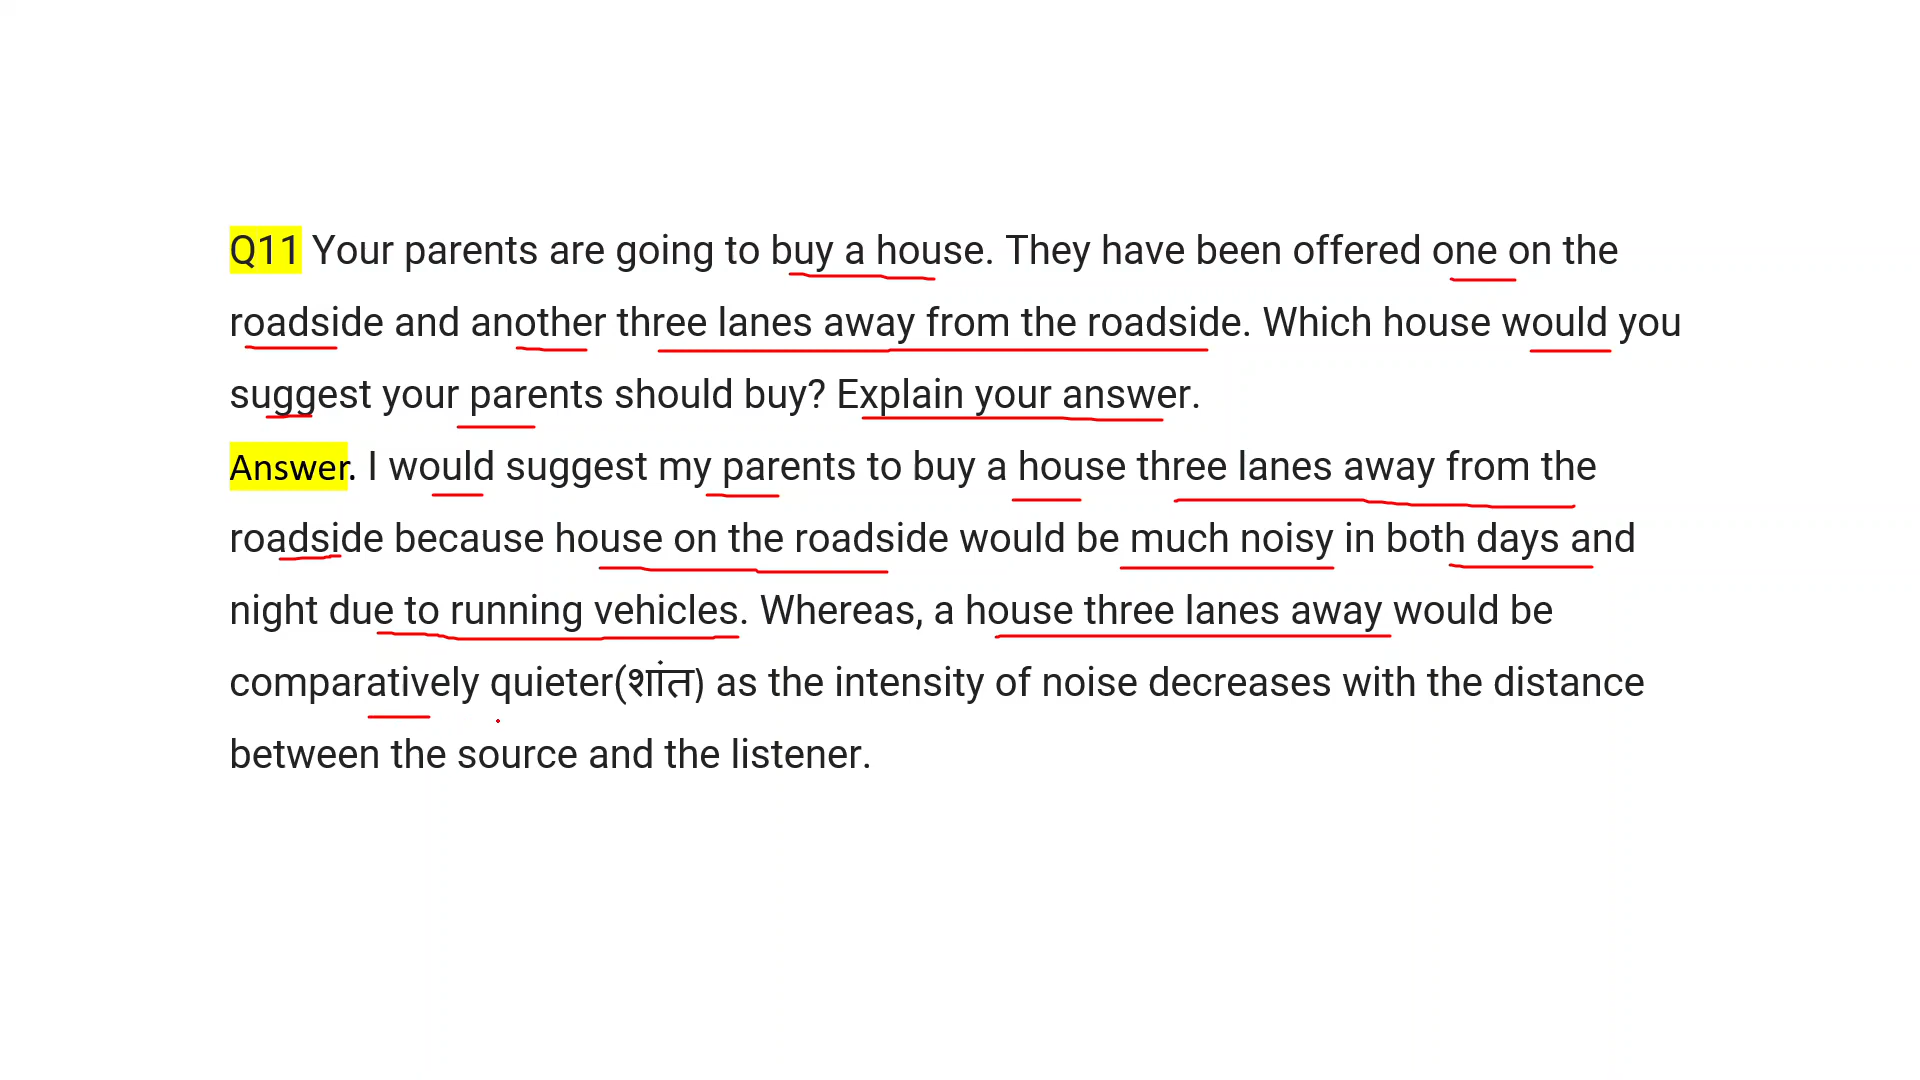 Q11 Your parents are going to buy a house. They have been offered one on the
roadside and another three lanes away from the roadside. Which house would you
suggest your parents should buy? Explain your answer.
Answer. I would suggest my parents to buy a house three lanes away from the
roadside because house on the roadside would be much noisy in both days and
night due to running vehicles. Whereas, a house three lanes away would be
comparatively quieter(शांत) as the intensity of noise decreases with the distance
between the source and the listener.